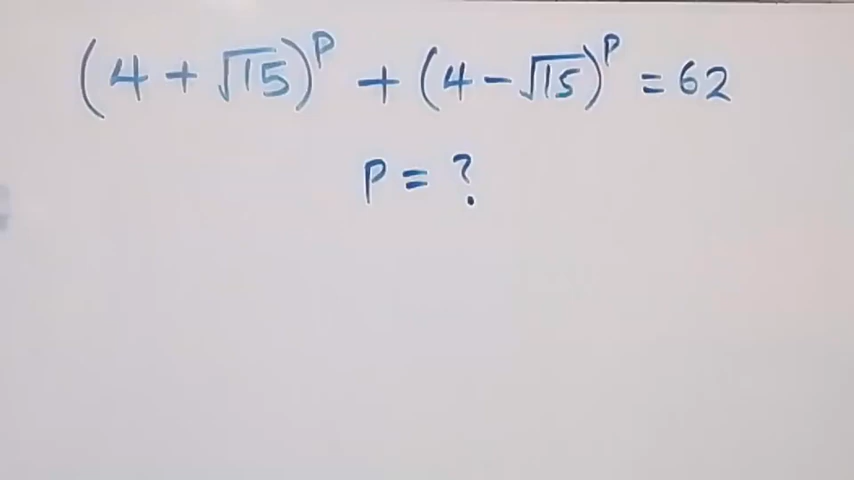 (4 + √15)^p + (4 - √15)^p = 62
P = ?